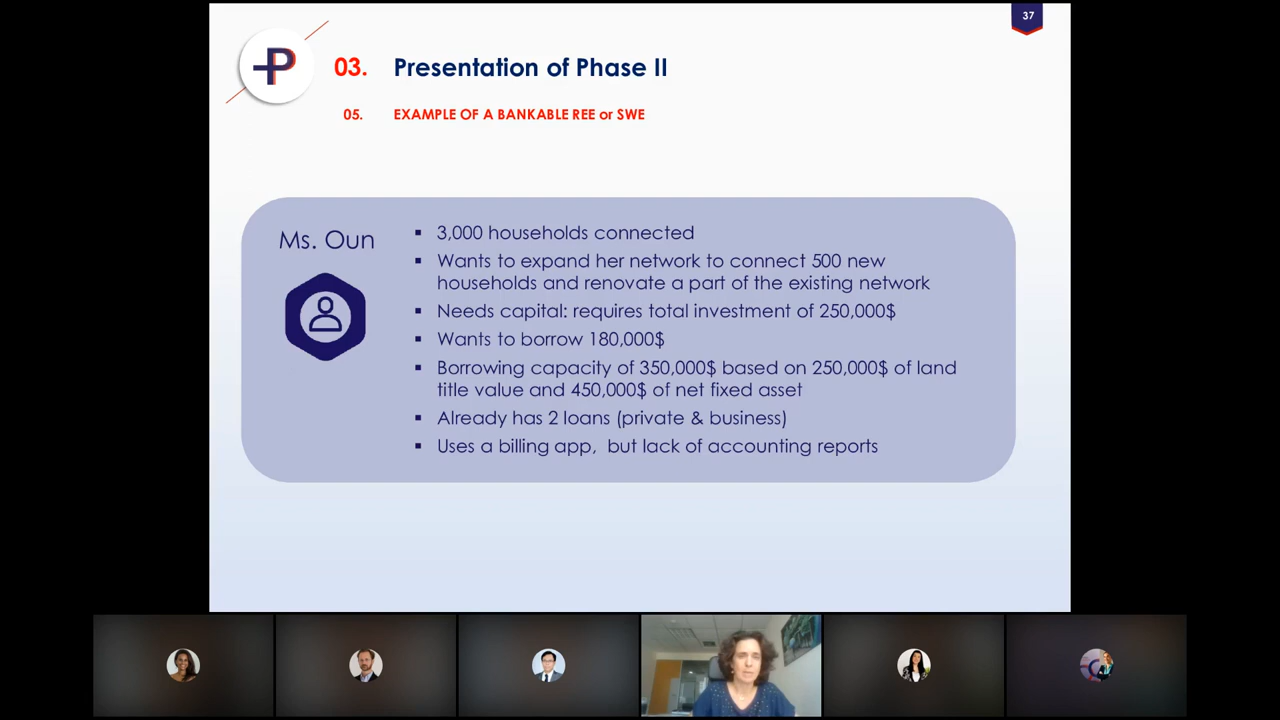 37
P
03. Presentation of Phase II
05. EXAMPLE OF A BANKABLE REE or SWE
Ms. Oun
▪ 3,000 households connected
▪ Wants to expand her network to connect 500 new
households and renovate a part of the existing network
▪ Needs capital: requires total investment of 250,000$
▪ Wants to borrow 180,000$
▪ Borrowing capacity of 350,000$ based on 250,000$ of land
title value and 450,000$ of net fixed asset
▪ Already has 2 loans (private & business)
▪ Uses a billing app,  but lack of accounting reports